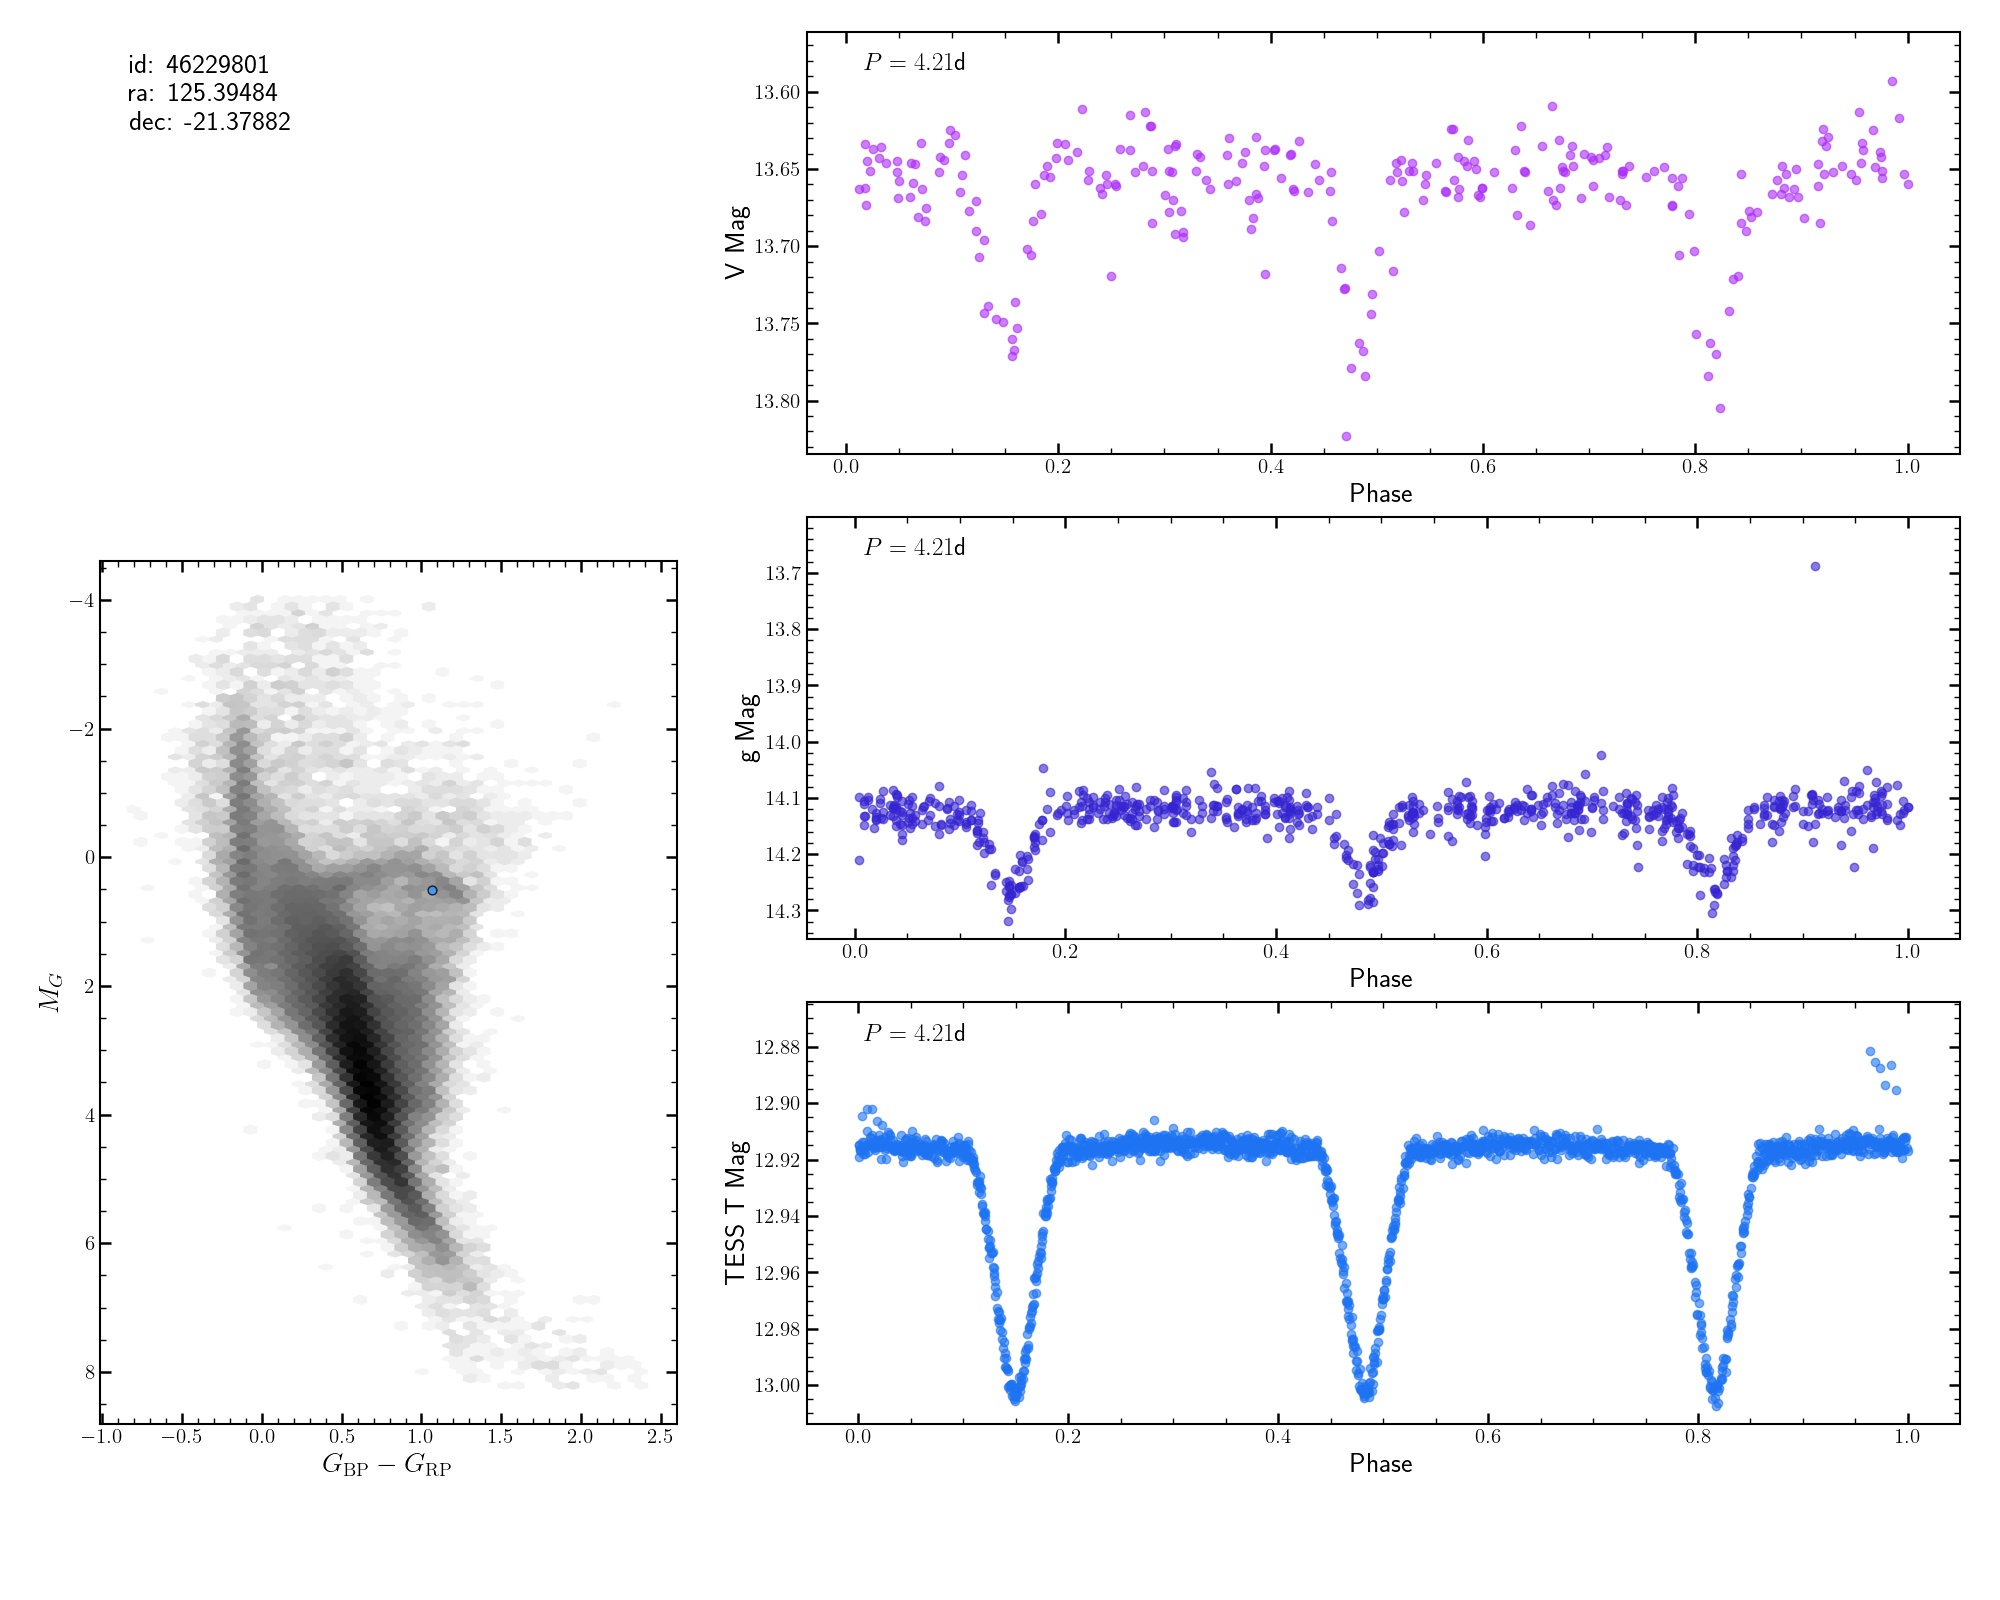 id: 46229801
ra: 125.39484
dec: -21.37882
P = 4.21d
V Mag
13.60
13.65
13.70
13.75
13.80
0.0 0.2 0.4 0.6 0.8 1.0
Phase
P = 4.21d
g Mag
13.7
13.8
13.9
14.0
14.1
14.2
14.3
0.0 0.2 0.4 0.6 0.8 1.0
Phase
P = 4.21d
TESS T Mag
12.88
12.90
12.92
12.94
12.96
12.98
13.00
0.0 0.2 0.4 0.6 0.8 1.0
Phase
M_G
−4
−2
0
2
4
6
8
−1.0 −0.5 0.0 0.5 1.0 1.5 2.0 2.5
G_BP − G_RP